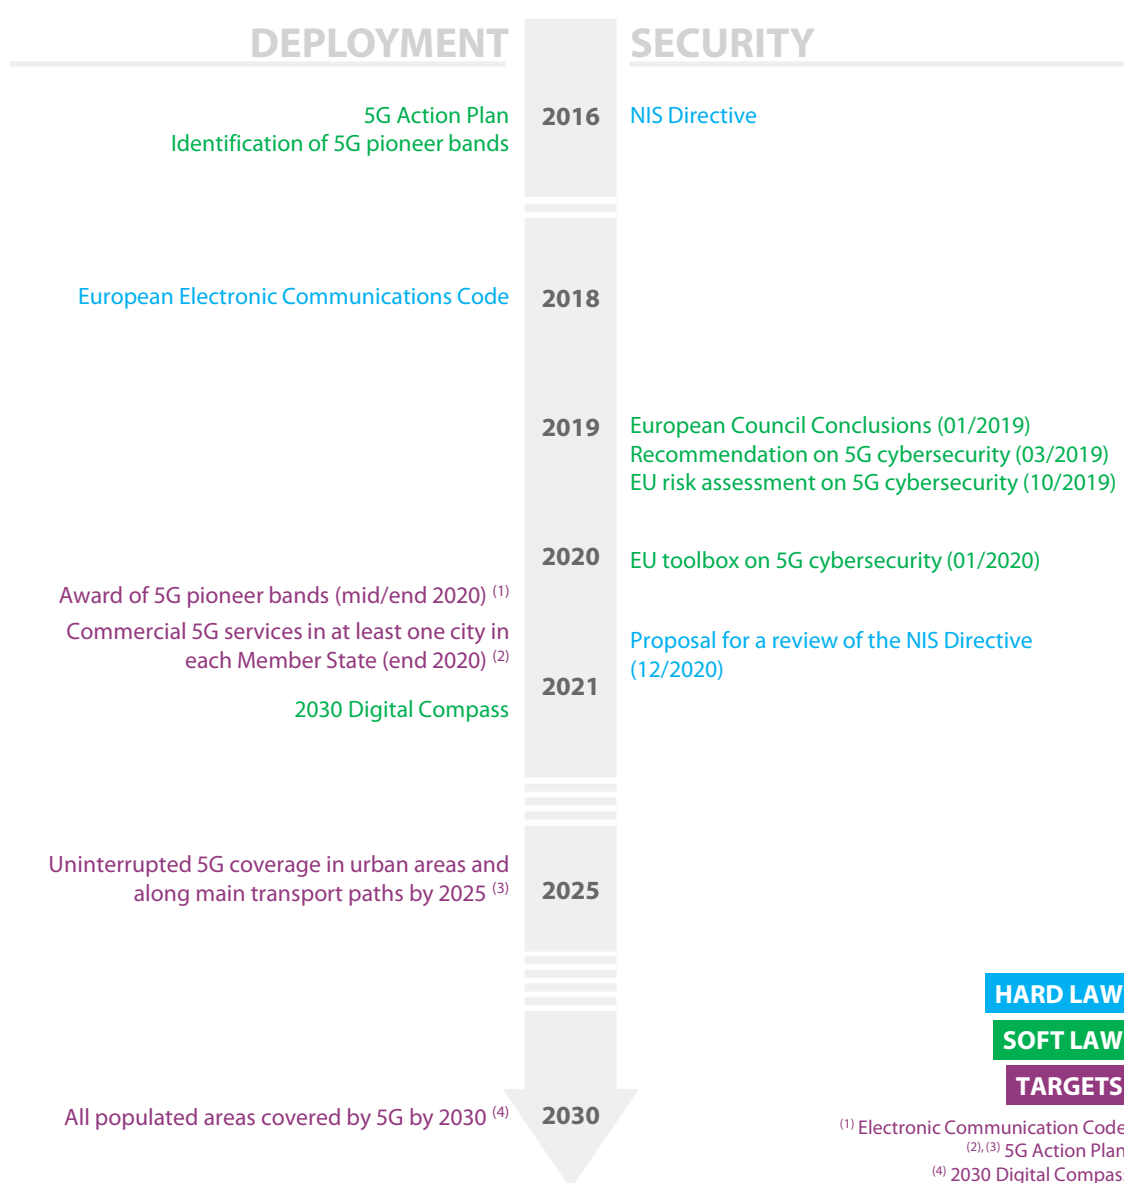 DEPLOYMENT
SECURITY
5G Action Plan
Identification of 5G pioneer bands
2016
NIS Directive
European Electronic Communications Code
2018
2019
European Council Conclusions (01/2019)
Recommendation on 5G cybersecurity (03/2019)
EU risk assessment on 5G cybersecurity (10/2019)
2020
EU toolbox on 5G cybersecurity (01/2020)
Award of 5G pioneer bands (mid/end 2020) (1)
Commercial 5G services in at least one city in
each Member State (end 2020) (2)
Proposal for a review of the NIS Directive
(12/2020)
2021
2030 Digital Compass
Uninterrupted 5G coverage in urban areas and
along main transport paths by 2025 (3)
2025
HARD LAW
SOFT LAW
TARGETS
All populated areas covered by 5G by 2030 (4)
2030
(1) Electronic Communication Code
(2), (3) 5G Action Plan
(4) 2030 Digital Compass